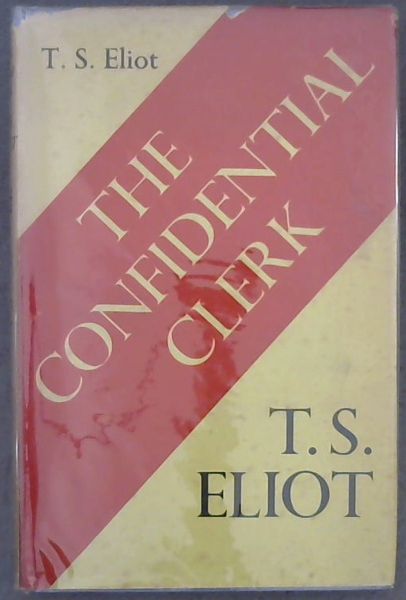 T. S. Eliot
THE
CONFIDENTIAL
CLERK
T. S.
ELIOT